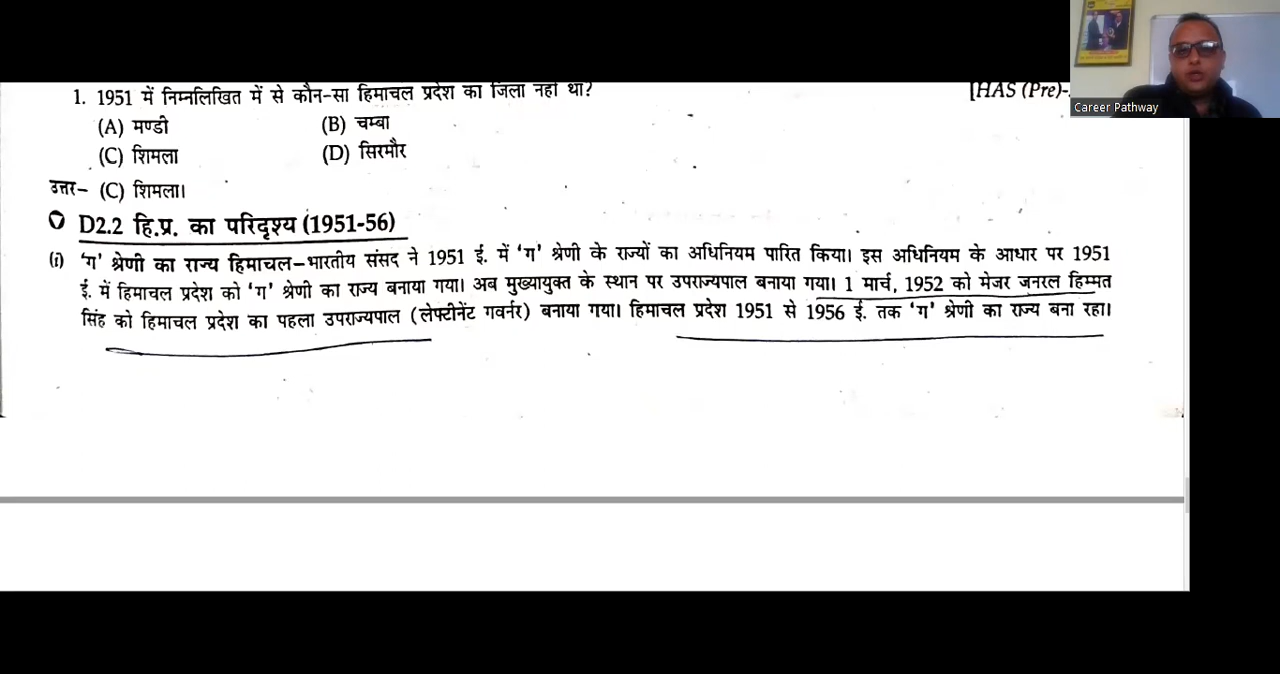 1. 1951 में निम्नलिखित में से कौन-सा हिमाचल प्रदेश का जिला नहीं था? [HAS (Pre)-
(A) मण्डी (B) चम्बा
(C) शिमला (D) सिरमौर
उत्तर– (C) शिमला।
D2.2 हि.प्र. का परिदृश्य (1951-56)
(i) ‘ग’ श्रेणी का राज्य हिमाचल–भारतीय संसद ने 1951 ई. में ‘ग’ श्रेणी के राज्यों का अधिनियम पारित किया। इस अधिनियम के आधार पर 1951
ई. में हिमाचल प्रदेश को ‘ग’ श्रेणी का राज्य बनाया गया। अब मुख्यायुक्त के स्थान पर उपराज्यपाल बनाया गया। 1 मार्च, 1952 को मेजर जनरल हिम्मत
सिंह को हिमाचल प्रदेश का पहला उपराज्यपाल (लेफ्टीनेंट गवर्नर) बनाया गया। हिमाचल प्रदेश 1951 से 1956 ई. तक ‘ग’ श्रेणी का राज्य बना रहा।
Career Pathway